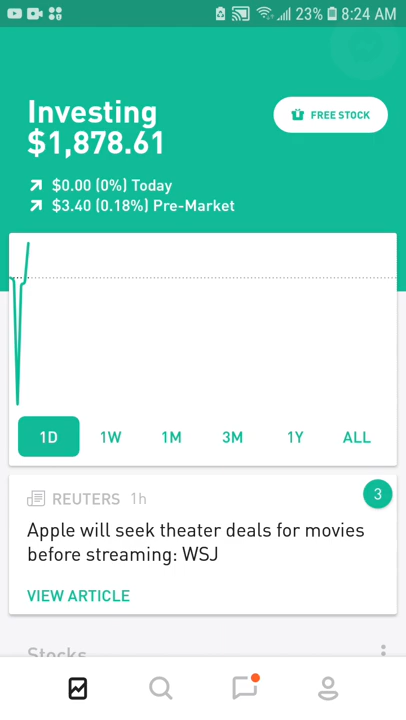 23% 8:24 AM
Investing
$1,878.61
FREE STOCK
$0.00 (0%) Today
$3.40 (0.18%) Pre-Market
1D 1W 1M 3M 1Y ALL
REUTERS 1h
3
Apple will seek theater deals for movies
before streaming: WSJ
VIEW ARTICLE
Stocks